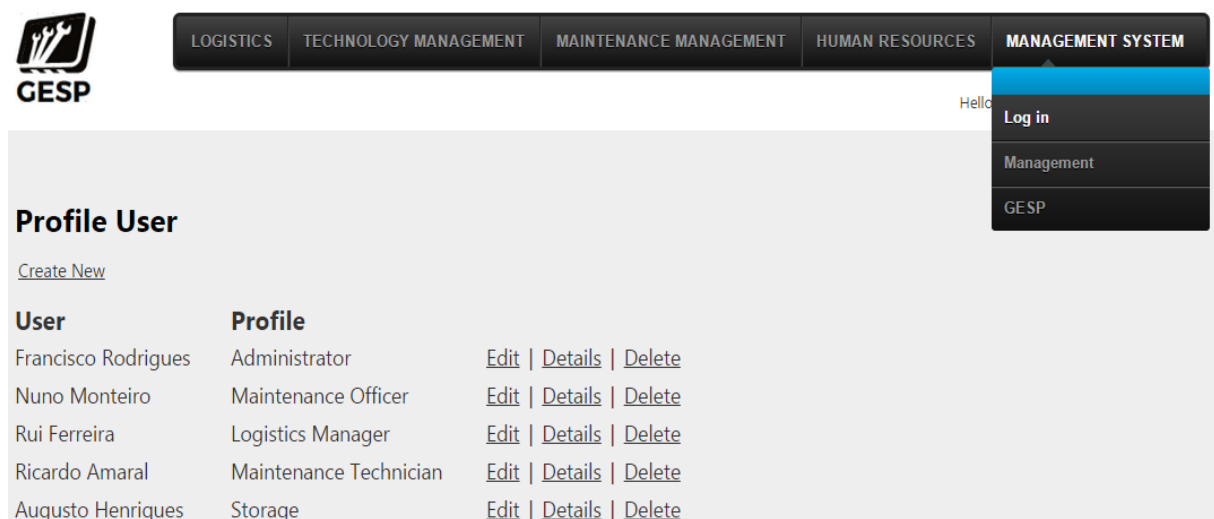 GESP
LOGISTICS TECHNOLOGY MANAGEMENT MAINTENANCE MANAGEMENT HUMAN RESOURCES MANAGEMENT SYSTEM
Hello
Log in
Management
GESP
Profile User
Create New
User Profile
Francisco Rodrigues Administrator Edit | Details | Delete
Nuno Monteiro Maintenance Officer Edit | Details | Delete
Rui Ferreira Logistics Manager Edit | Details | Delete
Ricardo Amaral Maintenance Technician Edit | Details | Delete
Augusto Henriques Storage Edit | Details | Delete